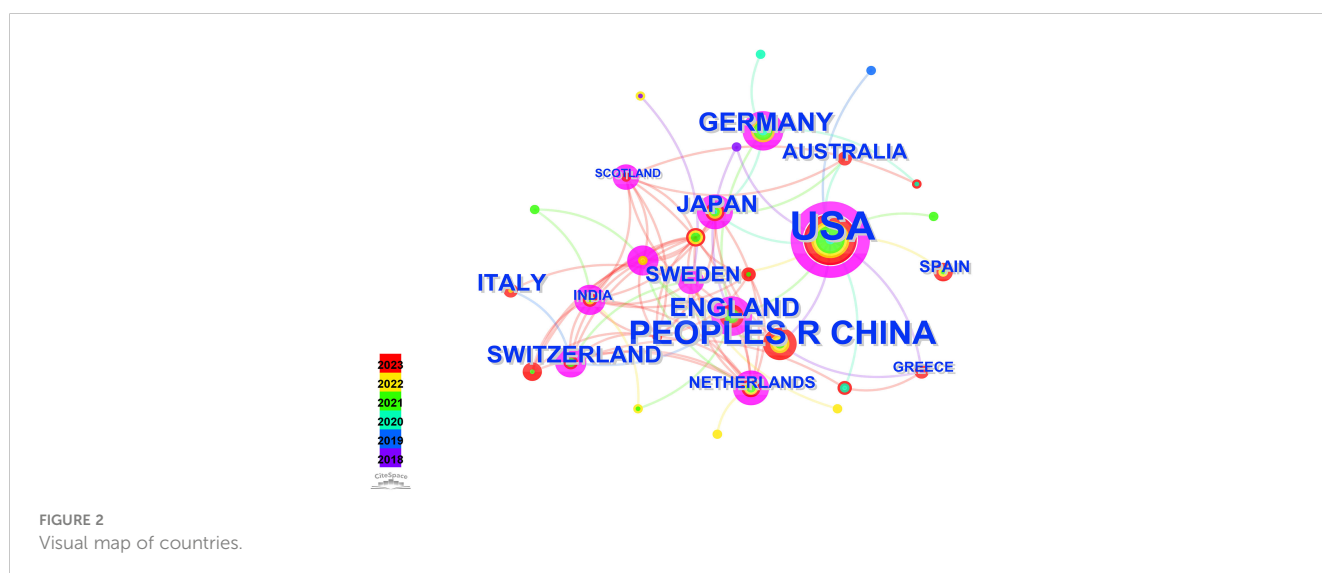 GERMANY
AUSTRALIA
SCOTLAND
JAPAN
USA
SPAIN
SWEDEN
ITALY
INDIA
ENGLAND
PEOPLES R CHINA
SWITZERLAND
GREECE
NETHERLANDS
2023
2022
2021
2020
2019
2018
CiteSpace
FIGURE 2
Visual map of countries.